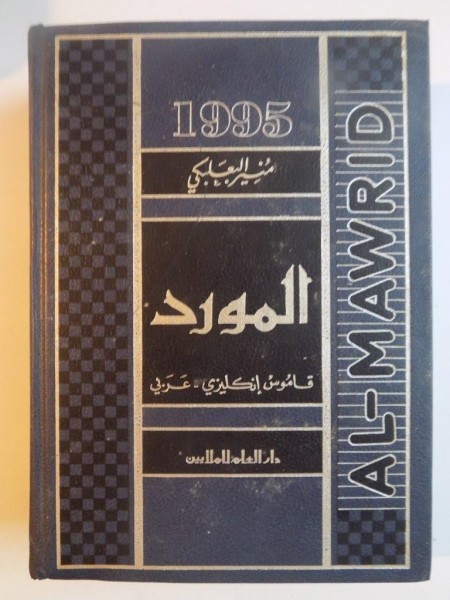 1995
منير البعلبكي
المورد
قاموس إنكليزي - عربي
دار العلم للملايين
AL-MAWRID